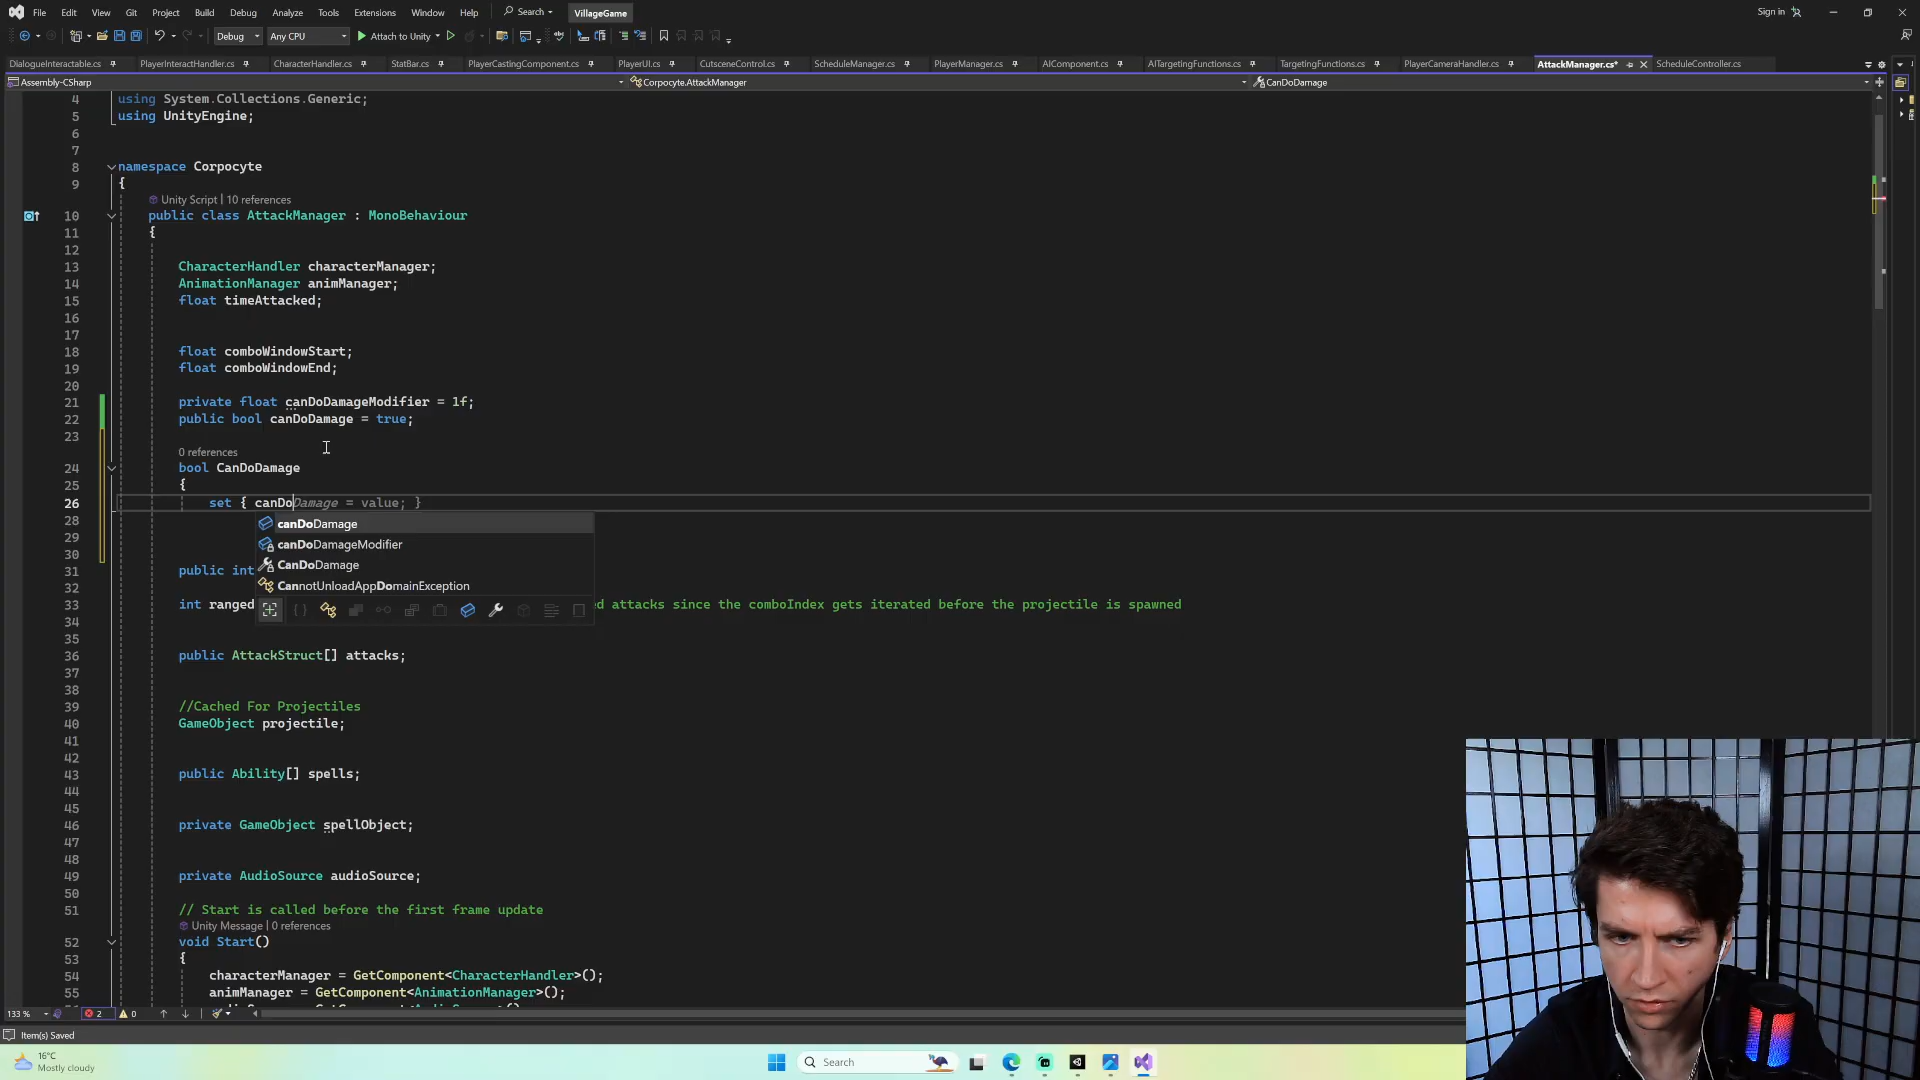 File Edit View Git Project Build Debug Analyze Tools Extensions Window Help Search VillageGame Sign in
Debug Any CPU Attach to Unity
DialogueInteractable.cs PlayerInteractHandler.cs CharacterHandler.cs StatBar.cs PlayerCastingComponent.cs PlayerUI.cs CutsceneControl.cs ScheduleManager.cs PlayerManager.cs AIComponent.cs AITargetingFunctions.cs TargetingFunctions.cs PlayerCameraHandler.cs AttackManager.cs* ScheduleController.cs
Assembly-CSharp Corpocyte.AttackManager CanDoDamage
4 using System.Collections.Generic;
5 using UnityEngine;
6
7
8 namespace Corpocyte
9 {
Unity Script | 10 references
10 public class AttackManager : MonoBehaviour
11 {
12
13 CharacterHandler characterManager;
14 AnimationManager animManager;
15 float timeAttacked;
16
17
18 float comboWindowStart;
19 float comboWindowEnd;
20
21 private float canDoDamageModifier = 1f;
22 public bool canDoDamage = true;
23
0 references
24 bool CanDoDamage
25 {
26 set { canDoDamage = value; }
canDoDamage
28
29 canDoDamageModifier
30 CanDoDamage
31 public int
32 CannotUnloadAppDomainException
33 int ranged d attacks since the comboIndex gets iterated before the projectile is spawned
34
35
36 public AttackStruct[] attacks;
37
38
39 //Cached For Projectiles
40 GameObject projectile;
41
42
43 public Ability[] spells;
44
45
46 private GameObject spellObject;
47
48
49 private AudioSource audioSource;
50
51 // Start is called before the first frame update
Unity Message | 0 references
52 void Start()
53 {
54 characterManager = GetComponent<CharacterHandler>();
55 animManager = GetComponent<AnimationManager>();
133 % 2 0
Item(s) Saved
16°C
Mostly cloudy
Search